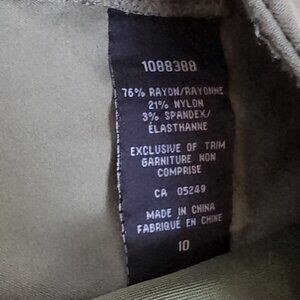 1088388
76% RAYON/RAYONNE
21% NYLON
3% SPANDEX/
ÉLASTHANNE
EXCLUSIVE OF TRIM
GARNITURE NON
COMPRISE
CA 05249
MADE IN CHINA
FABRIQUÉ EN CHINE
10